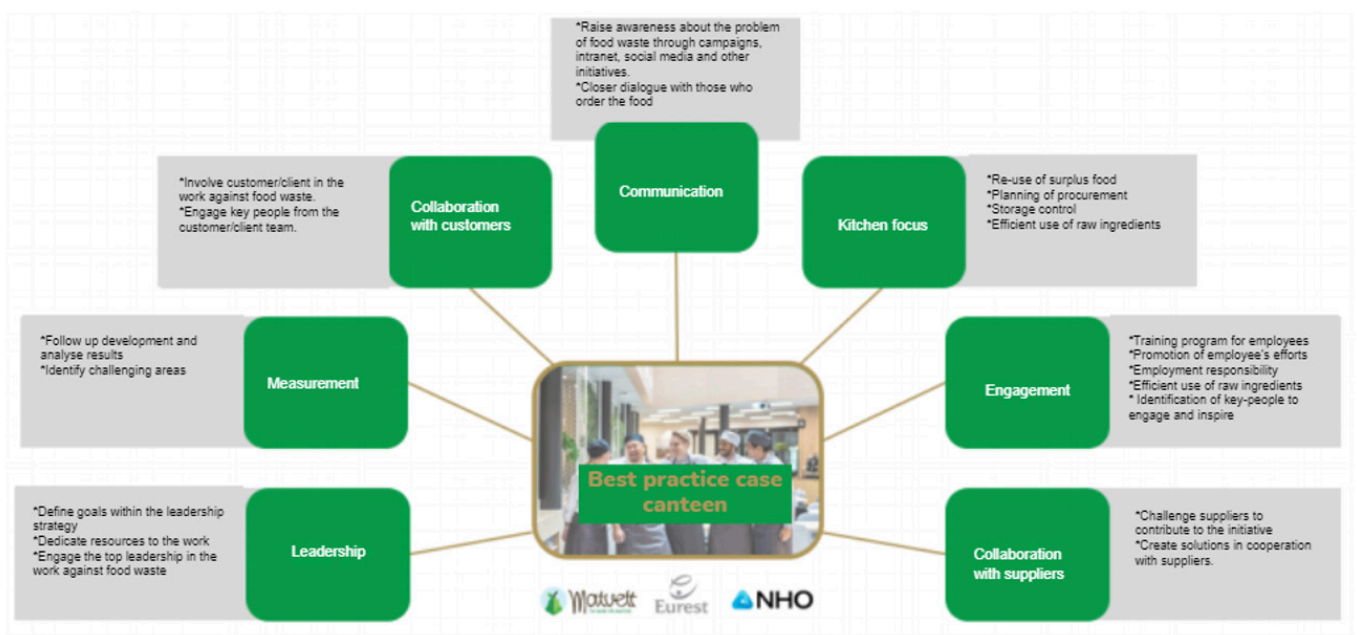 *Raise awareness about the problem
of food waste through campaigns,
intranet, social media and other
initiatives.
*Closer dialogue with those who
order the food
Communication
*Involve customer/client in the
work against food waste.
*Engage key people from the
customer/client team.
Collaboration
with customers
Kitchen focus
*Re-use of surplus food
*Planning of procurement
*Storage control
*Efficient use of raw ingredients
*Follow up development and
analyse results
*Identify challenging areas
Measurement
Engagement
*Training program for employees
*Promotion of employee's efforts
*Employment responsibility
*Efficient use of raw ingredients
* Identification of key-people to
engage and inspire
Best practice case
canteen
*Define goals within the leadership
strategy
*Dedicate resources to the work
*Engage the top leadership in the
work against food waste
Leadership
Collaboration
with suppliers
*Challenge suppliers to
contribute to the initiative
*Create solutions in cooperation
with suppliers.
Matvett
Eurest
NHO